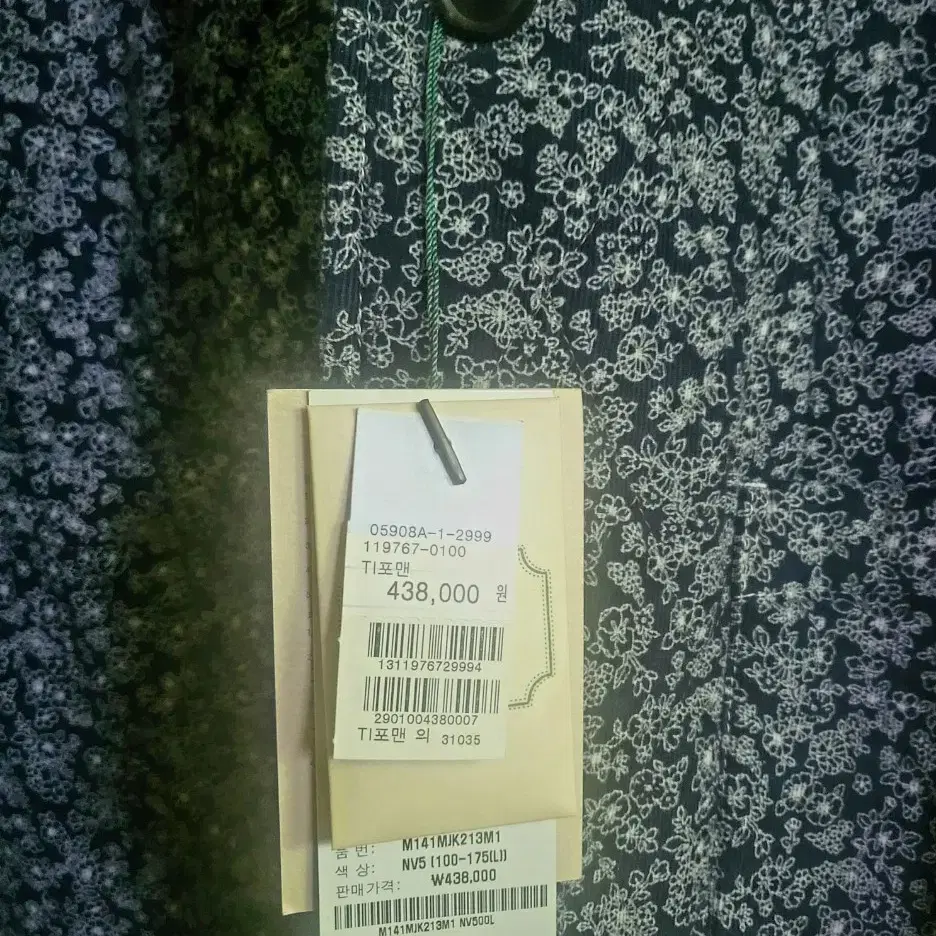 05908A-1-2999
119767-0100
TI포맨
438,000 원
1311976729994
2901004380007
TI포맨 의 31035
품 번: M141MJK213M1
색 상: NV5 [100-175(L)]
판매가격: ₩438,000
M141MJK213M1 NV500L